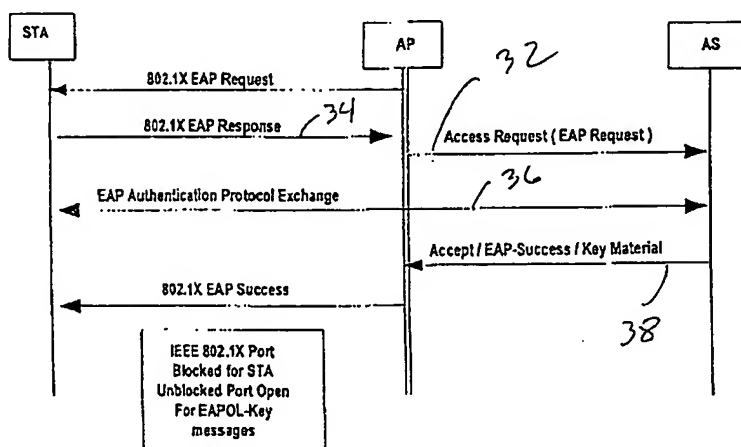 STA
AP
AS
802.1X EAP Request
32
34
802.1X EAP Response
Access Request ( EAP Request )
EAP Authentication Protocol Exchange
36
Accept / EAP-Success / Key Material
802.1X EAP Success
38
IEEE 802.1X Port
Blocked for STA
Unblocked Port Open
For EAPOL-Key
messages